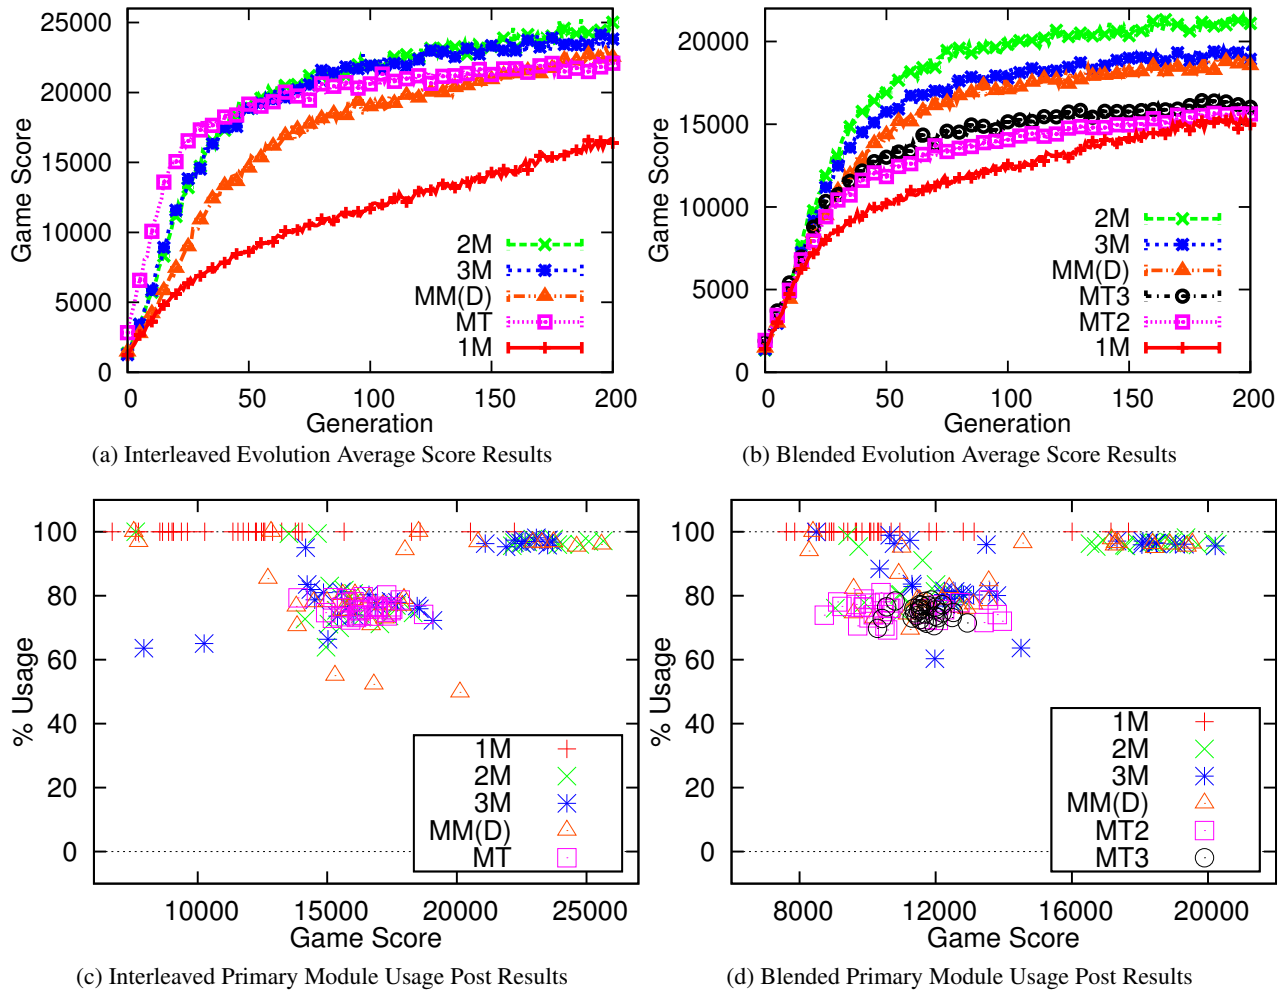 25000
20000
15000
10000
5000
0
Game Score
2M
3M
MM(D)
MT
1M
0 50 100 150 200
Generation
(a) Interleaved Evolution Average Score Results
20000
15000
10000
5000
0
Game Score
2M
3M
MM(D)
MT3
MT2
1M
0 50 100 150 200
Generation
(b) Blended Evolution Average Score Results
100
80
60
40
20
0
% Usage
1M
2M
3M
MM(D)
MT
10000 15000 20000 25000
Game Score
(c) Interleaved Primary Module Usage Post Results
100
80
60
40
20
0
% Usage
1M
2M
3M
MM(D)
MT2
MT3
8000 12000 16000 20000
Game Score
(d) Blended Primary Module Usage Post Results